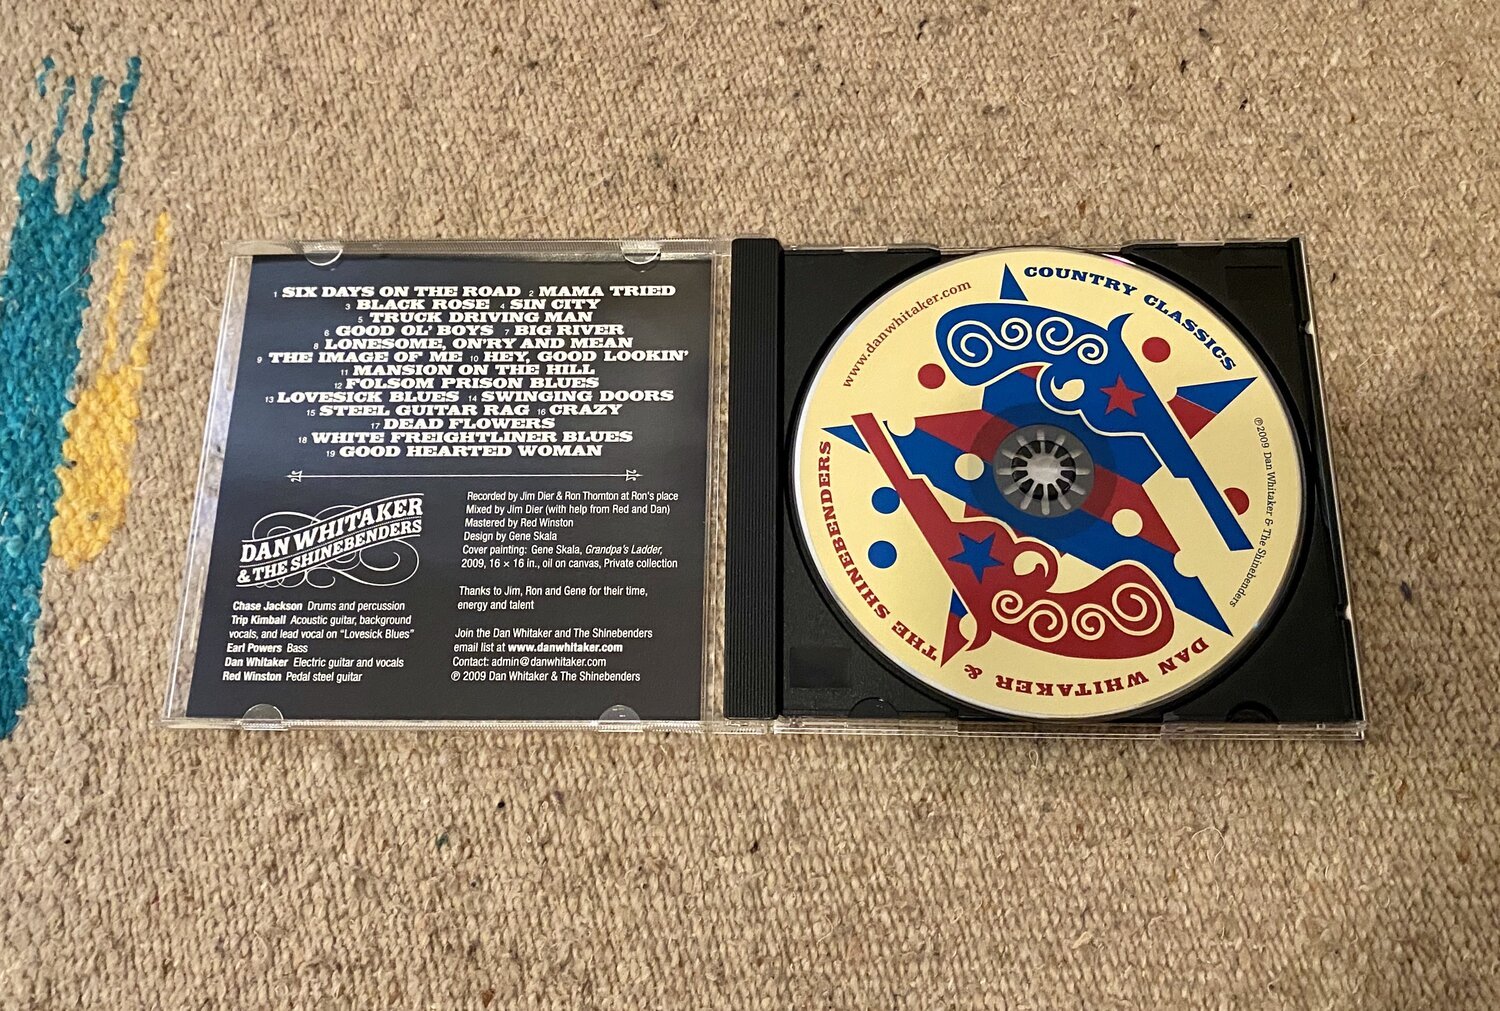 1 SIX DAYS ON THE ROAD 2 MAMA TRIED
3 BLACK ROSE 4 SIN CITY
5 TRUCK DRIVING MAN
6 GOOD OL' BOYS 7 BIG RIVER
8 LONESOME, ON'RY AND MEAN
9 THE IMAGE OF ME 10 HEY, GOOD LOOKIN'
11 MANSION ON THE HILL
12 FOLSOM PRISON BLUES
13 LOVESICK BLUES 14 SWINGING DOORS
15 STEEL GUITAR RAG 16 CRAZY
17 DEAD FLOWERS
18 WHITE FREIGHTLINER BLUES
19 GOOD HEARTED WOMAN
DAN WHITAKER
& THE SHINEBENDERS
Chase Jackson Drums and percussion
Trip Kimball Acoustic guitar, background
vocals, and lead vocal on “Lovesick Blues”
Earl Powers Bass
Dan Whitaker Electric guitar and vocals
Red Winston Pedal steel guitar
Recorded by Jim Dier & Ron Thornton at Ron's place
Mixed by Jim Dier (with help from Red and Dan)
Mastered by Red Winston
Design by Gene Skala
Cover painting: Gene Skala, Grandpa's Ladder,
2009, 16 × 16 in., oil on canvas, Private collection
Thanks to Jim, Ron and Gene for their time,
energy and talent
Join the Dan Whitaker and The Shinebenders
email list at www.danwhitaker.com
Contact: admin@danwhitaker.com
℗ 2009 Dan Whitaker & The Shinebenders
www.danwhitaker.com
COUNTRY CLASSICS
℗ 2009 Dan Whitaker & The Shinebenders
DAN WHITAKER & THE SHINEBENDERS